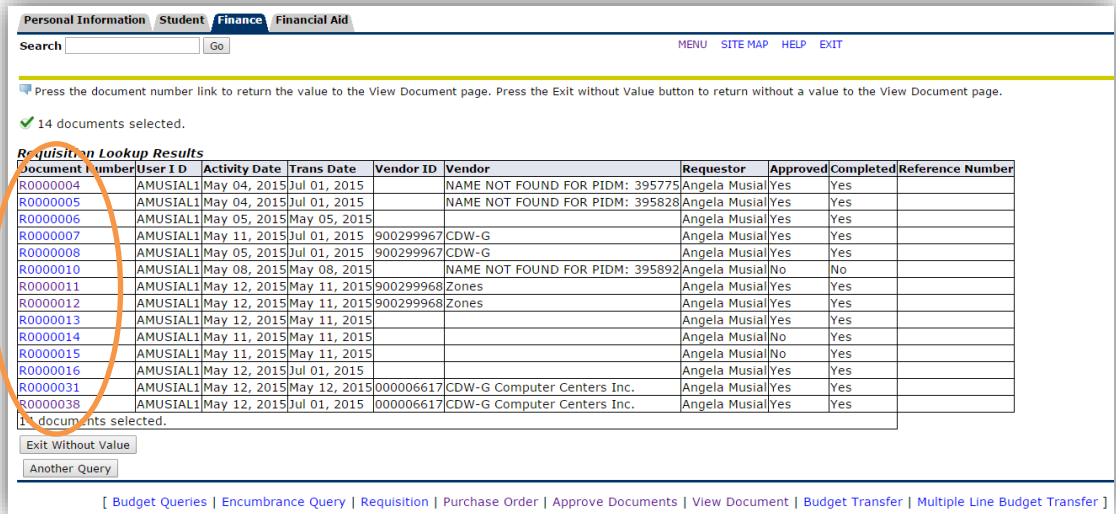 Personal Information Student Finance Financial Aid
Search Go MENU SITE MAP HELP EXIT
Press the document number link to return the value to the View Document page. Press the Exit without Value button to return without a value to the View Document page.
14 documents selected.
Requisition Lookup Results
Document Number User I D Activity Date Trans Date Vendor ID Vendor Requestor Approved Completed Reference Number
R0000004 AMUSIAL1 May 04, 2015 Jul 01, 2015 NAME NOT FOUND FOR PIDM: 395775 Angela Musial Yes Yes
R0000005 AMUSIAL1 May 04, 2015 Jul 01, 2015 NAME NOT FOUND FOR PIDM: 395828 Angela Musial Yes Yes
R0000006 AMUSIAL1 May 05, 2015 May 05, 2015 Angela Musial Yes Yes
R0000007 AMUSIAL1 May 11, 2015 Jul 01, 2015 900299967 CDW-G Angela Musial Yes Yes
R0000008 AMUSIAL1 May 05, 2015 Jul 01, 2015 900299967 CDW-G Angela Musial Yes Yes
R0000010 AMUSIAL1 May 08, 2015 May 08, 2015 NAME NOT FOUND FOR PIDM: 395892 Angela Musial No No
R0000011 AMUSIAL1 May 12, 2015 May 11, 2015 900299968 Zones Angela Musial Yes Yes
R0000012 AMUSIAL1 May 12, 2015 May 11, 2015 900299968 Zones Angela Musial Yes Yes
R0000013 AMUSIAL1 May 12, 2015 May 11, 2015 Angela Musial Yes Yes
R0000014 AMUSIAL1 May 11, 2015 May 11, 2015 Angela Musial No Yes
R0000015 AMUSIAL1 May 11, 2015 May 11, 2015 Angela Musial No Yes
R0000016 AMUSIAL1 May 12, 2015 Jul 01, 2015 Angela Musial Yes Yes
R0000031 AMUSIAL1 May 12, 2015 May 12, 2015 000006617 CDW-G Computer Centers Inc. Angela Musial Yes Yes
R0000038 AMUSIAL1 May 12, 2015 Jul 01, 2015 000006617 CDW-G Computer Centers Inc. Angela Musial Yes Yes
14 documents selected.
Exit Without Value
Another Query
[ Budget Queries | Encumbrance Query | Requisition | Purchase Order | Approve Documents | View Document | Budget Transfer | Multiple Line Budget Transfer ]